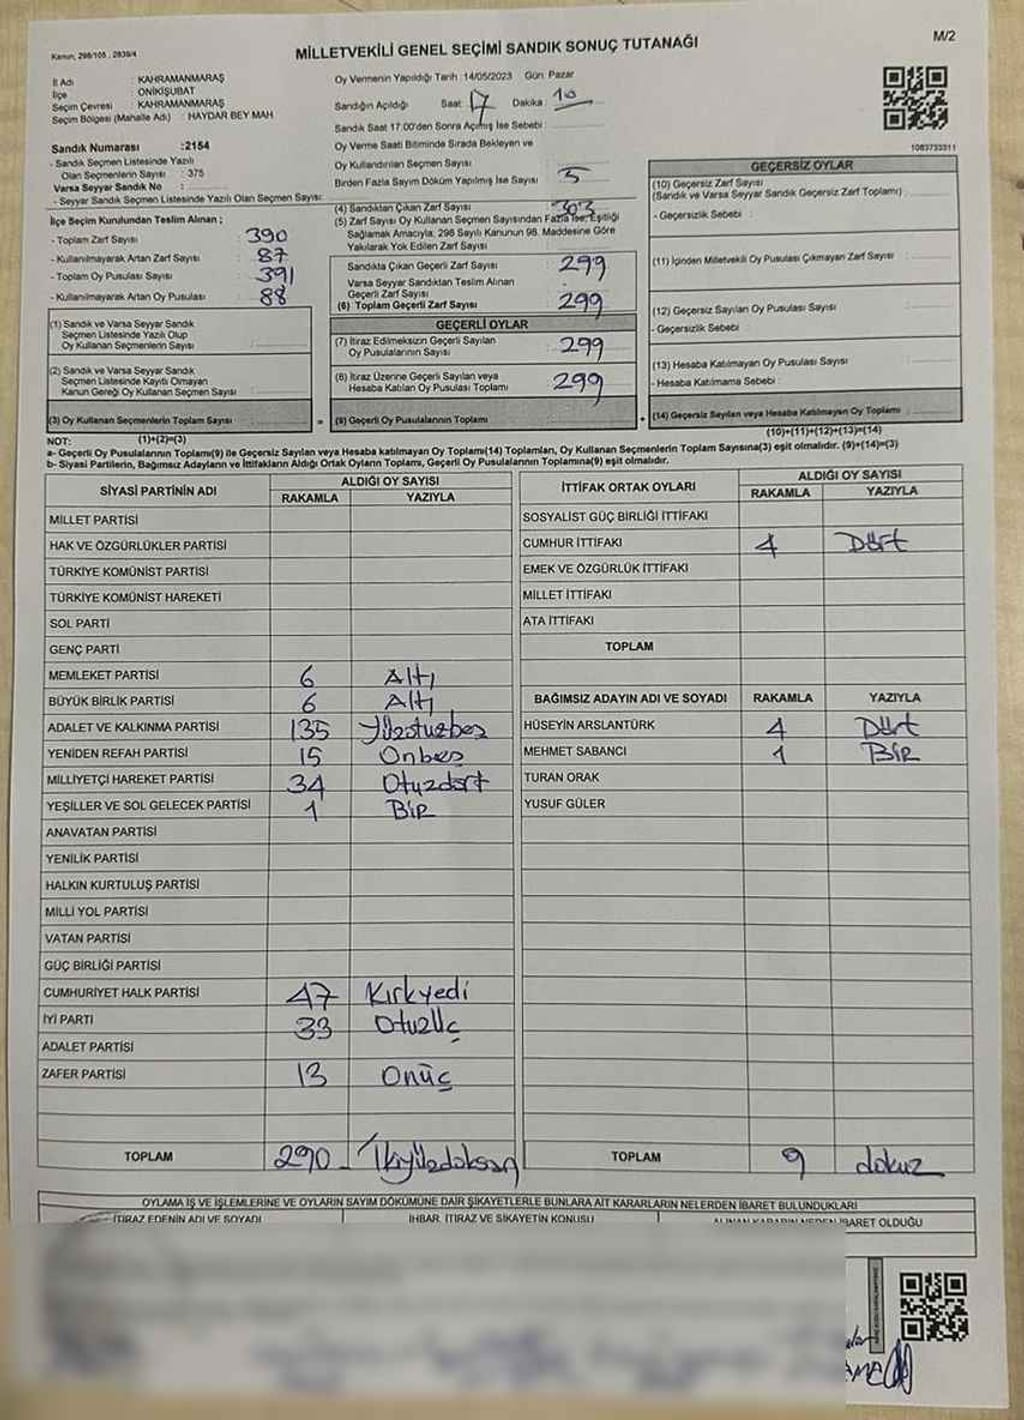 Kanun; 298/105 , 2839/4
MİLLETVEKİLİ GENEL SEÇİMİ SANDIK SONUÇ TUTANAĞI
M/2
İl Adı : KAHRAMANMARAŞ
İlçe : ONİKİŞUBAT
Seçim Çevresi : KAHRAMANMARAŞ
Seçim Bölgesi (Mahalle Adı) : HAYDAR BEY MAH
Sandık Numarası :2154
- Sandık Seçmen Listesinde Yazılı
Olan Seçmenlerin Sayısı : 375
Varsa Seyyar Sandık No :
- Seyyar Sandık Seçmen Listesinde Yazılı Olan Seçmen Sayısı:
Oy Vermenin Yapıldığı Tarih :14/05/2023 Gün: Pazar
Sandığın Açıldığı Saat : 17 Dakika : 10
Sandık Saat 17:00'den Sonra Açılmış İse Sebebi :
Oy Verme Saati Bitiminde Sırada Bekleyen ve
Oy Kullandırılan Seçmen Sayısı
Birden Fazla Sayım Döküm Yapılmış İse Sayısı : 5
1083733311
İlçe Seçim Kurulundan Teslim Alınan ;
- Toplam Zarf Sayısı : 390
- Kullanılmayarak Artan Zarf Sayısı : 87
- Toplam Oy Pusulası Sayısı : 391
- Kullanılmayarak Artan Oy Pusulası : 88
(1) Sandık ve Varsa Seyyar Sandık
Seçmen Listesinde Yazılı Olup
Oy Kullanan Seçmenlerin Sayısı :
(2) Sandık ve Varsa Seyyar Sandık
Seçmen Listesinde Kayıtlı Olmayan
Kanun Gereği Oy Kullanan Seçmen Sayısı :
(3) Oy Kullanan Seçmenlerin Toplam Sayısı :
(4) Sandıktan Çıkan Zarf Sayısı : 303
(5) Zarf Sayısı Oy Kullanan Seçmen Sayısından Fazla İse, Eşitliği
Sağlamak Amacıyla; 298 Sayılı Kanunun 98. Maddesine Göre
Yakılarak Yok Edilen Zarf Sayısı
Sandıkta Çıkan Geçerli Zarf Sayısı : 299
Varsa Seyyar Sandıktan Teslim Alınan
Geçerli Zarf Sayısı :
(6) Toplam Geçerli Zarf Sayısı : 299
GEÇERLİ OYLAR
(7) İtiraz Edilmeksizin Geçerli Sayılan
Oy Pusulalarının Sayısı : 299
(8) İtiraz Üzerine Geçerli Sayılan veya
Hesaba Katılan Oy Pusulası Toplamı : 299
= (9) Geçerli Oy Pusulalarının Toplamı :
GEÇERSİZ OYLAR
(10) Geçersiz Zarf Sayısı
(Sandık ve Varsa Seyyar Sandık Geçersiz Zarf Toplamı) :
- Geçersizlik Sebebi :
(11) İçinden Milletvekili Oy Pusulası Çıkmayan Zarf Sayısı :
(12) Geçersiz Sayılan Oy Pusulası Sayısı :
- Geçersizlik Sebebi :
(13) Hesaba Katılmayan Oy Pusulası Sayısı :
- Hesaba Katılmama Sebebi :
+ (14) Geçersiz Sayılan veya Hesaba Katılmayan Oy Toplamı :
NOT: (1)+(2)=(3) (10)+(11)+(12)+(13)=(14)
a- Geçerli Oy Pusulalarının Toplamı(9) ile Geçersiz Sayılan veya Hesaba katılmayan Oy Toplamı(14) Toplamları, Oy Kullanan Seçmenlerin Toplam Sayısına(3) eşit olmalıdır. (9)+(14)=(3)
b- Siyasi Partilerin, Bağımsız Adayların ve İttifakların Aldığı Ortak Oyların Toplamı, Geçerli Oy Pusulalarının Toplamına(9) eşit olmalıdır.
SİYASİ PARTİNİN ADI ALDIĞI OY SAYISI
RAKAMLA YAZIYLA
MİLLET PARTİSİ
HAK VE ÖZGÜRLÜKLER PARTİSİ
TÜRKİYE KOMÜNİST PARTİSİ
TÜRKİYE KOMÜNİST HAREKETİ
SOL PARTİ
GENÇ PARTİ
MEMLEKET PARTİSİ 6 Altı
BÜYÜK BİRLİK PARTİSİ 6 Altı
ADALET VE KALKINMA PARTİSİ 135 Yüzotuzbeş
YENİDEN REFAH PARTİSİ 15 Onbeş
MİLLİYETÇİ HAREKET PARTİSİ 34 Otuzdört
YEŞİLLER VE SOL GELECEK PARTİSİ 1 BİR
ANAVATAN PARTİSİ
YENİLİK PARTİSİ
HALKIN KURTULUŞ PARTİSİ
MİLLİ YOL PARTİSİ
VATAN PARTİSİ
GÜÇ BİRLİĞİ PARTİSİ
CUMHURİYET HALK PARTİSİ 47 Kırkyedi
İYİ PARTİ 33 OtuzÜç
ADALET PARTİSİ
ZAFER PARTİSİ 13 Onüç
TOPLAM 290 İkiyüzdoksan
İTTİFAK ORTAK OYLARI ALDIĞI OY SAYISI
RAKAMLA YAZIYLA
SOSYALİST GÜÇ BİRLİĞİ İTTİFAKI
CUMHUR İTTİFAKI 4 Dört
EMEK VE ÖZGÜRLÜK İTTİFAKI
MİLLET İTTİFAKI
ATA İTTİFAKI
TOPLAM
BAĞIMSIZ ADAYIN ADI VE SOYADI RAKAMLA YAZIYLA
HÜSEYİN ARSLANTÜRK 4 Dört
MEHMET SABANCI 1 BİR
TURAN ORAK
YUSUF GÜLER
TOPLAM 9 dokuz
OYLAMA İŞ VE İŞLEMLERİNE VE OYLARIN SAYIM DÖKÜMÜNE DAİR ŞİKAYETLERLE BUNLARA AİT KARARLARIN NELERDEN İBARET BULUNDUKLARI
İTİRAZ EDENİN ADI VE SOYADI İHBAR, İTİRAZ VE ŞİKAYETİN KONUSU ALINAN KARARIN NEDEN İBARET OLDUĞU